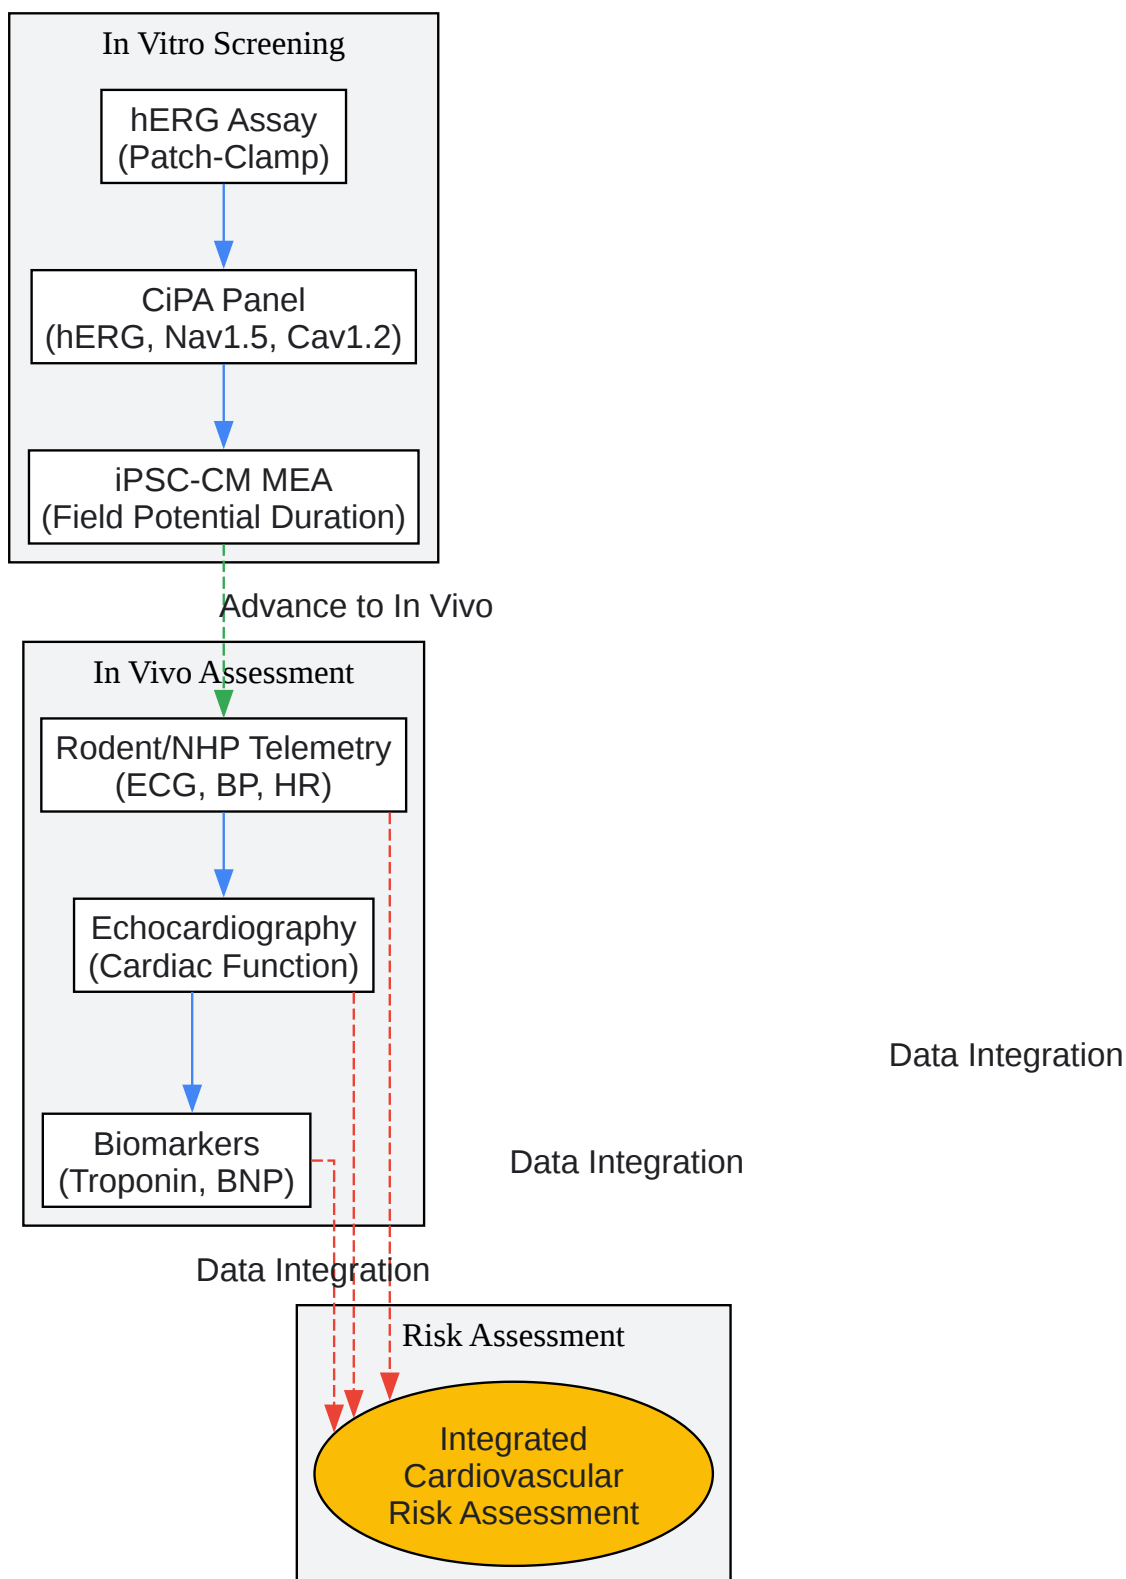 In Vitro Screening
hERG Assay
(Patch-Clamp)
CiPA Panel
(hERG, Nav1.5, Cav1.2)
iPSC-CM MEA
(Field Potential Duration)
Advance to In Vivo
In Vivo Assessment
Rodent/NHP Telemetry
(ECG, BP, HR)
Echocardiography
(Cardiac Function)
Data Integration
Biomarkers
(Troponin, BNP)
Data Integration
Data Integration
Risk Assessment
Integrated
Cardiovascular
Risk Assessment